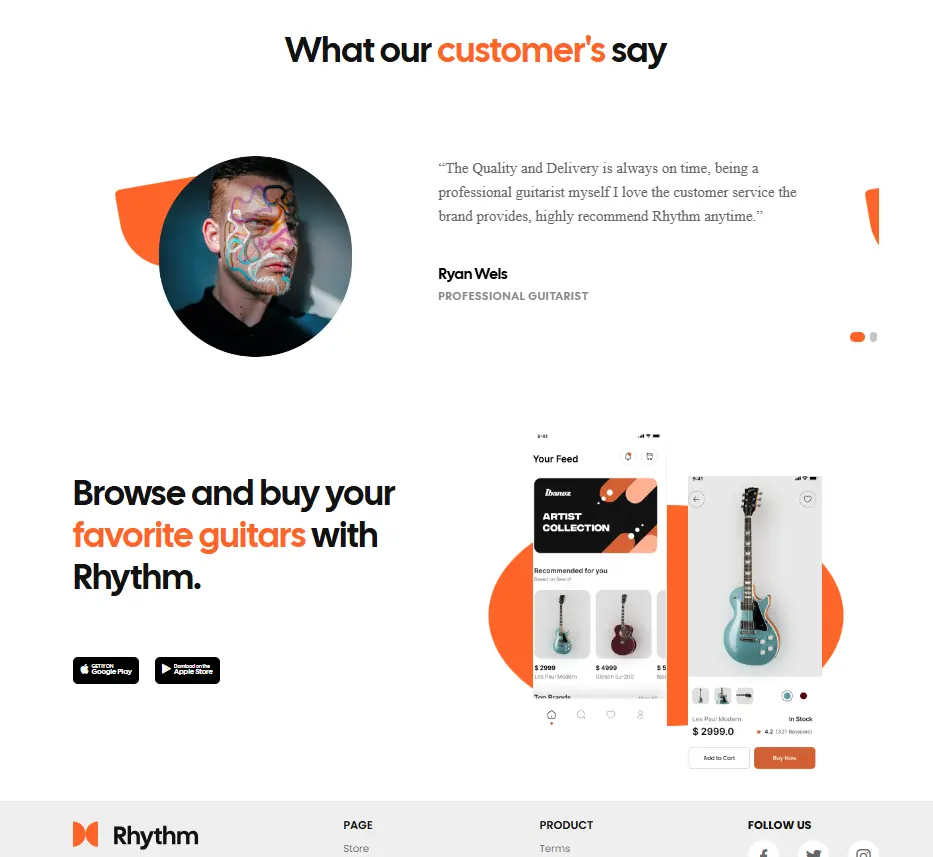 What our customer's say
“The Quality and Delivery is always on time, being a
professional guitarist myself I love the customer service the
brand provides, highly recommend Rhythm anytime.”
Ryan Wels
PROFESSIONAL GUITARIST
Browse and buy your
favorite guitars with
Rhythm.
GET IT ON
Google Play
Download on the
Apple Store
9:41
Your Feed
Ibanez
ARTIST
COLLECTION
Recommended for you
Based on Search
$ 2999
Les Paul Modern
$ 4999
Gibson SJ-200
$ 5
Top Brands
9:41
Les Paul Modern
In Stock
$ 2999.0
4.2 (321 Reviews)
Add to Cart
Buy Now
Rhythm
PAGE
PRODUCT
FOLLOW US
Store
Terms